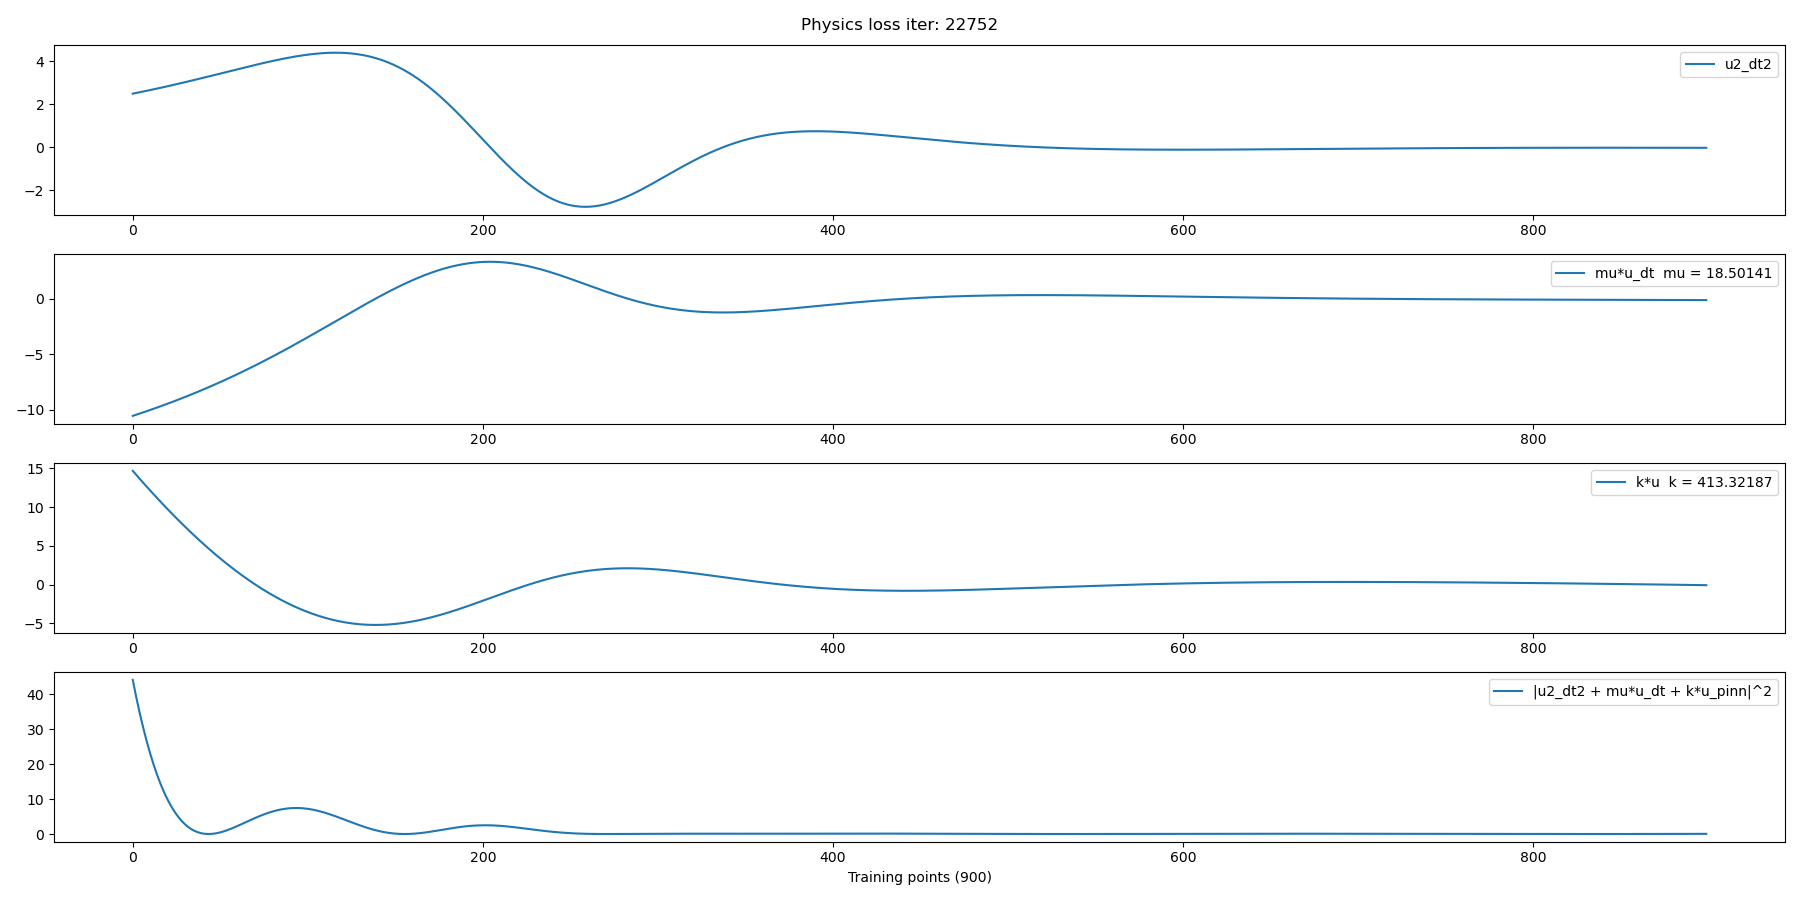 Physics loss iter: 22752
4
2
0
−2
u2_dt2
0 200 400 600 800
0
−5
−10
mu*u_dt  mu = 18.50141
0 200 400 600 800
15
10
5
0
−5
k*u  k = 413.32187
0 200 400 600 800
40
30
20
10
0
|u2_dt2 + mu*u_dt + k*u_pinn|^2
0 200 400 600 800
Training points (900)